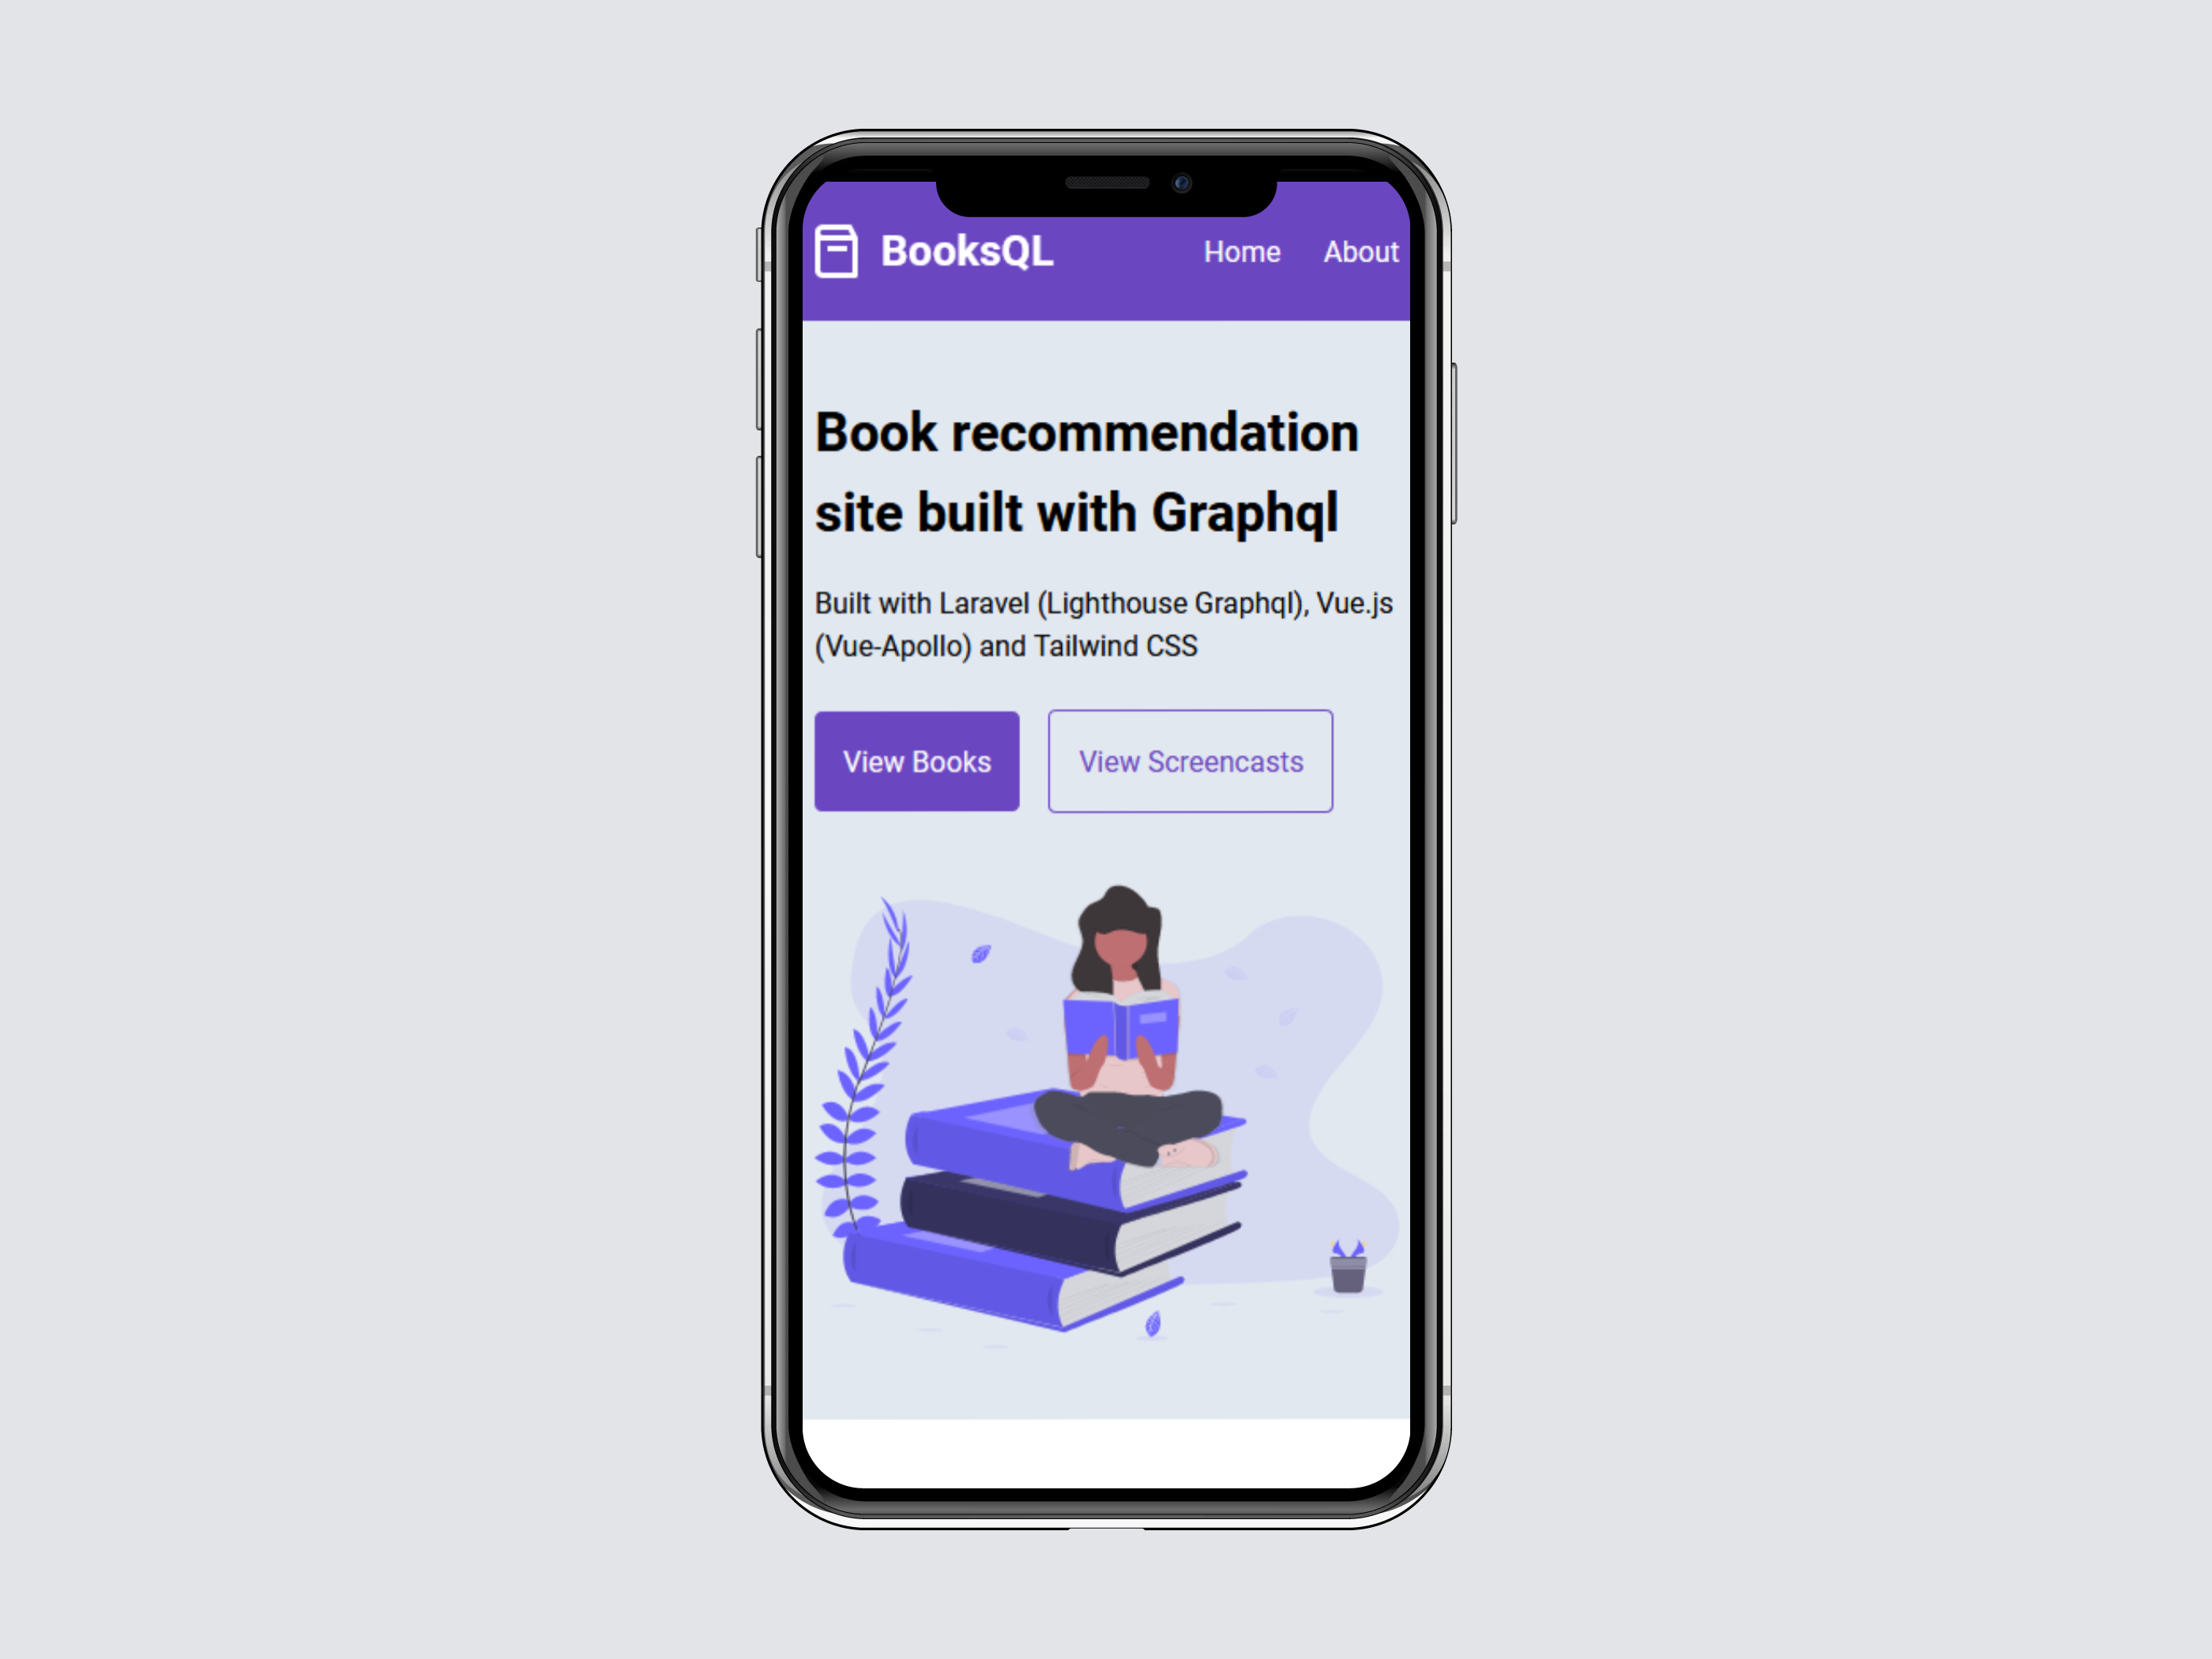 BooksQL
Home
About
Book recommendation
site built with Graphql
Built with Laravel (Lighthouse Graphql), Vue.js
(Vue-Apollo) and Tailwind CSS
View Books
View Screencasts